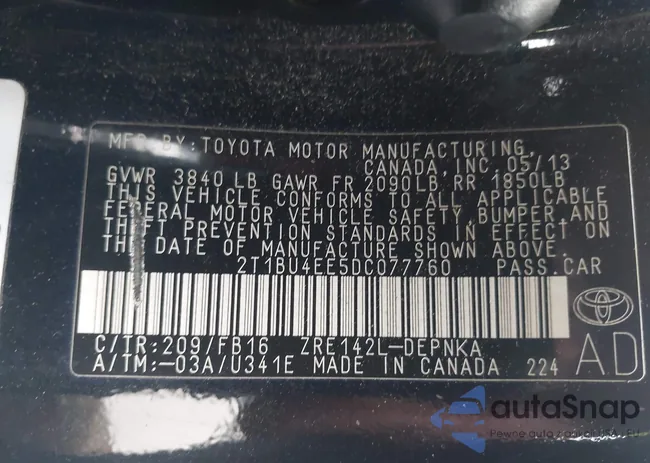 MFD.BY:TOYOTA MOTOR MANUFACTURING,
CANADA,INC. 05/13
GVWR 3840 LB GAWR FR 2090LB, RR 1850LB
THIS VEHICLE CONFORMS TO ALL APPLICABLE
FEDERAL MOTOR VEHICLE SAFETY, BUMPER, AND
THEFT PREVENTION STANDARDS IN EFFECT ON
THE DATE OF MANUFACTURE SHOWN ABOVE.
2T1BU4EE5DC077760 PASS.CAR
C/TR:209/FB16 ZRE142L-DEPNKA
A/TM:-03A/U341E MADE IN CANADA 224
AD
autaSnap
Pewne auto z